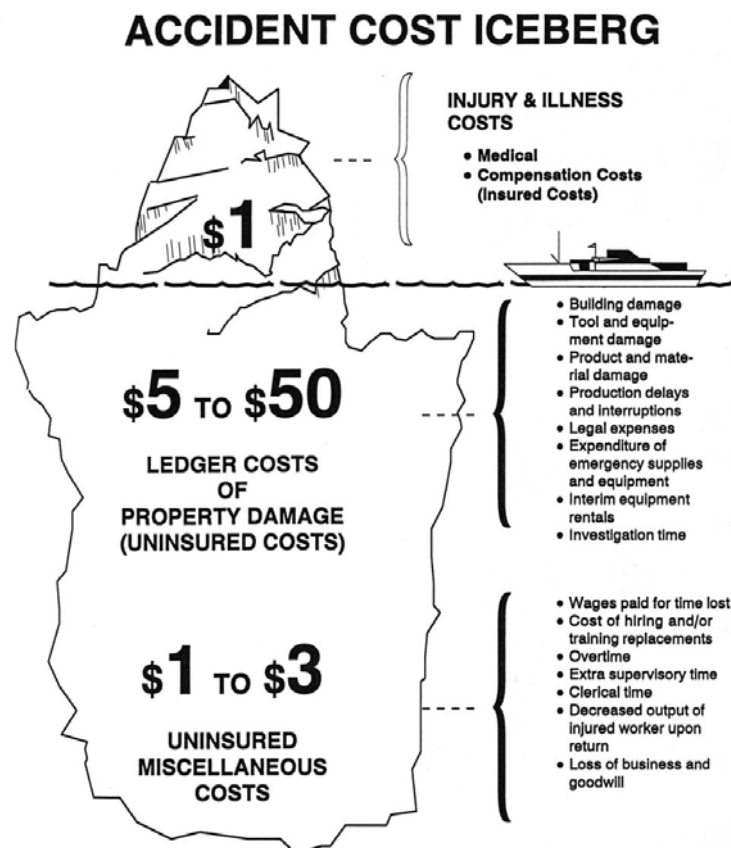 ACCIDENT COST ICEBERG
INJURY & ILLNESS
COSTS
• Medical
• Compensation Costs
(Insured Costs)
$1
• Building damage
• Tool and equip-
ment damage
• Product and mate-
rial damage
• Production delays
and interruptions
• Legal expenses
• Expenditure of
emergency supplies
and equipment
• Interim equipment
rentals
• Investigation time
$5 TO $50
LEDGER COSTS
OF
PROPERTY DAMAGE
(UNINSURED COSTS)
• Wages paid for time lost
• Cost of hiring and/or
training replacements
• Overtime
• Extra supervisory time
• Clerical time
• Decreased output of
injured worker upon
return
• Loss of business and
goodwill
$1 TO $3
UNINSURED
MISCELLANEOUS
COSTS